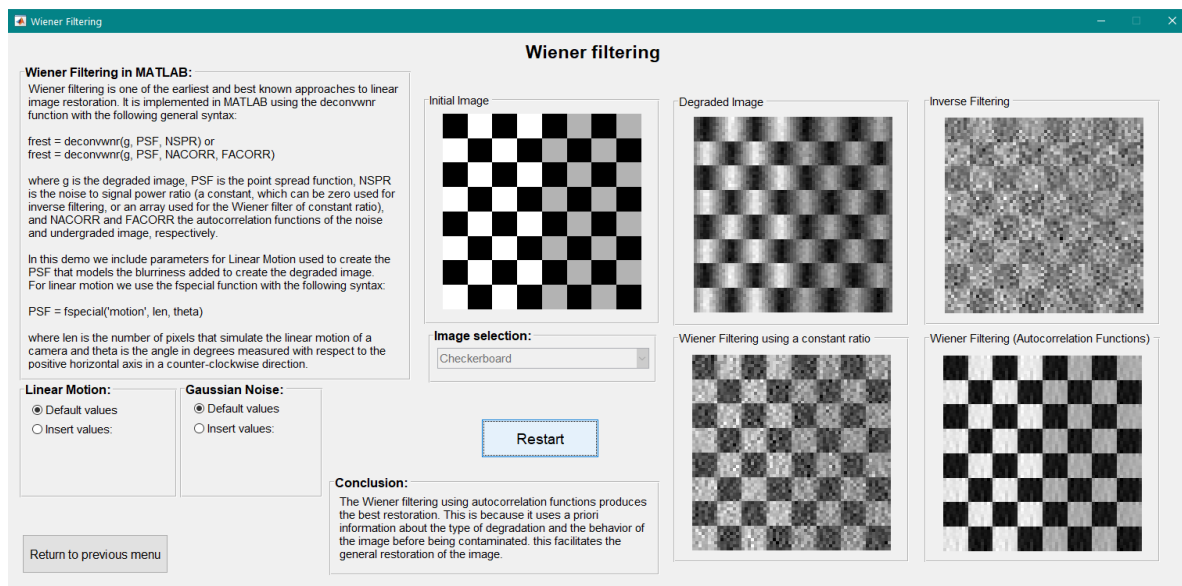 Wiener Filtering
Wiener filtering
Wiener Filtering in MATLAB:
Wiener filtering is one of the earliest and best known approaches to linear
image restoration. It is implemented in MATLAB using the deconvwnr
function with the following general syntax:
frest = deconvwnr(g, PSF, NSPR) or
frest = deconvwnr(g, PSF, NACORR, FACORR)
where g is the degraded image, PSF is the point spread function, NSPR
is the noise to signal power ratio (a constant, which can be zero used for
inverse filtering, or an array used for the Wiener filter of constant ratio),
and NACORR and FACORR the autocorrelation functions of the noise
and undergraded image, respectively.
In this demo we include parameters for Linear Motion used to create the
PSF that models the blurriness added to create the degraded image.
For linear motion we use the fspecial function with the following syntax:
PSF = fspecial('motion', len, theta)
where len is the number of pixels that simulate the linear motion of a
camera and theta is the angle in degrees measured with respect to the
positive horizontal axis in a counter-clockwise direction.
Linear Motion:
Default values
Insert values:
Gaussian Noise:
Default values
Insert values:
Return to previous menu
Initial Image
Image selection:
Checkerboard
Restart
Conclusion:
The Wiener filtering using autocorrelation functions produces
the best restoration. This is because it uses a priori
information about the type of degradation and the behavior of
the image before being contaminated. this facilitates the
general restoration of the image.
Degraded Image
Inverse Filtering
Wiener Filtering using a constant ratio
Wiener Filtering (Autocorrelation Functions)